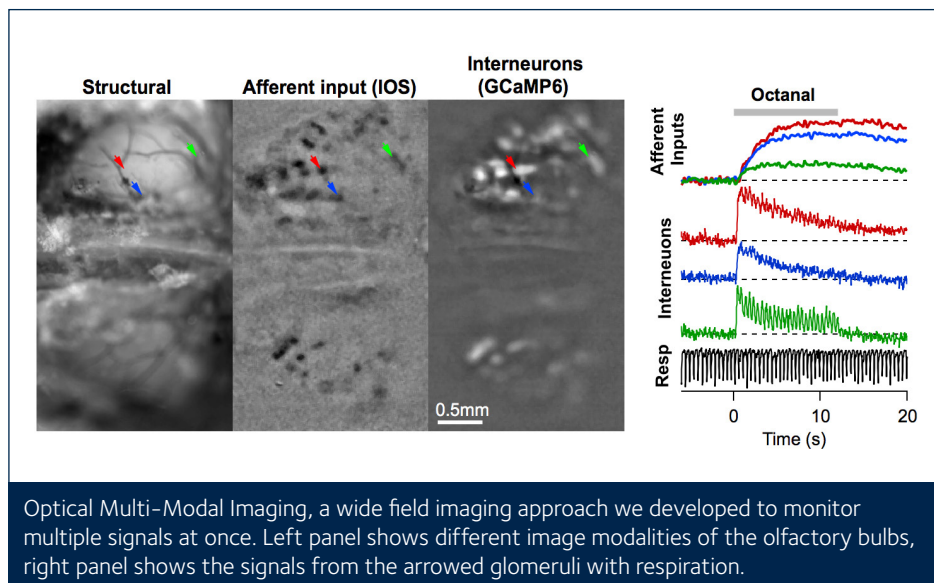 Structural
Afferent input (IOS)
Interneurons
(GCaMP6)
0.5mm
Octanal
Afferent
Inputs
Interneurons
Resp
0
10
20
Time (s)
Optical Multi-Modal Imaging, a wide field imaging approach we developed to monitor
multiple signals at once. Left panel shows different image modalities of the olfactory bulbs,
right panel shows the signals from the arrowed glomeruli with respiration.